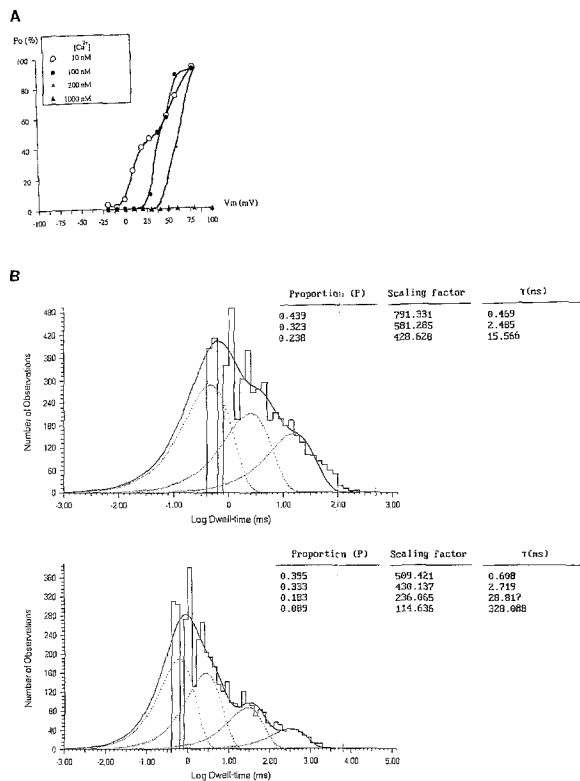 A
Po (%)
[Ca2+]
10 nM
100 nM
200 nM
1000 nM
100
80
60
40
20
0
-100 -75 -50 -25 0 25 50 75 100
Vm (mV)
B
Proportion (P) Scaling factor τ(ms)
0.439 791.331 0.469
0.323 581.285 2.485
0.238 428.628 15.566
Number of Observations
480
420
360
300
240
180
120
60
0
-3.00 -2.00 -1.00 0 1.00 2.00 3.00
Log Dwell-time (ms)
Proportion (P) Scaling factor τ(ms)
0.395 509.421 0.608
0.333 430.137 2.719
0.183 236.065 28.817
0.089 114.636 328.088
Number of Observations
360
320
280
240
200
160
120
80
40
0
-3.00 -2.00 -1.00 0 1.00 2.00 3.00 4.00 5.00
Log Dwell-time (ms)